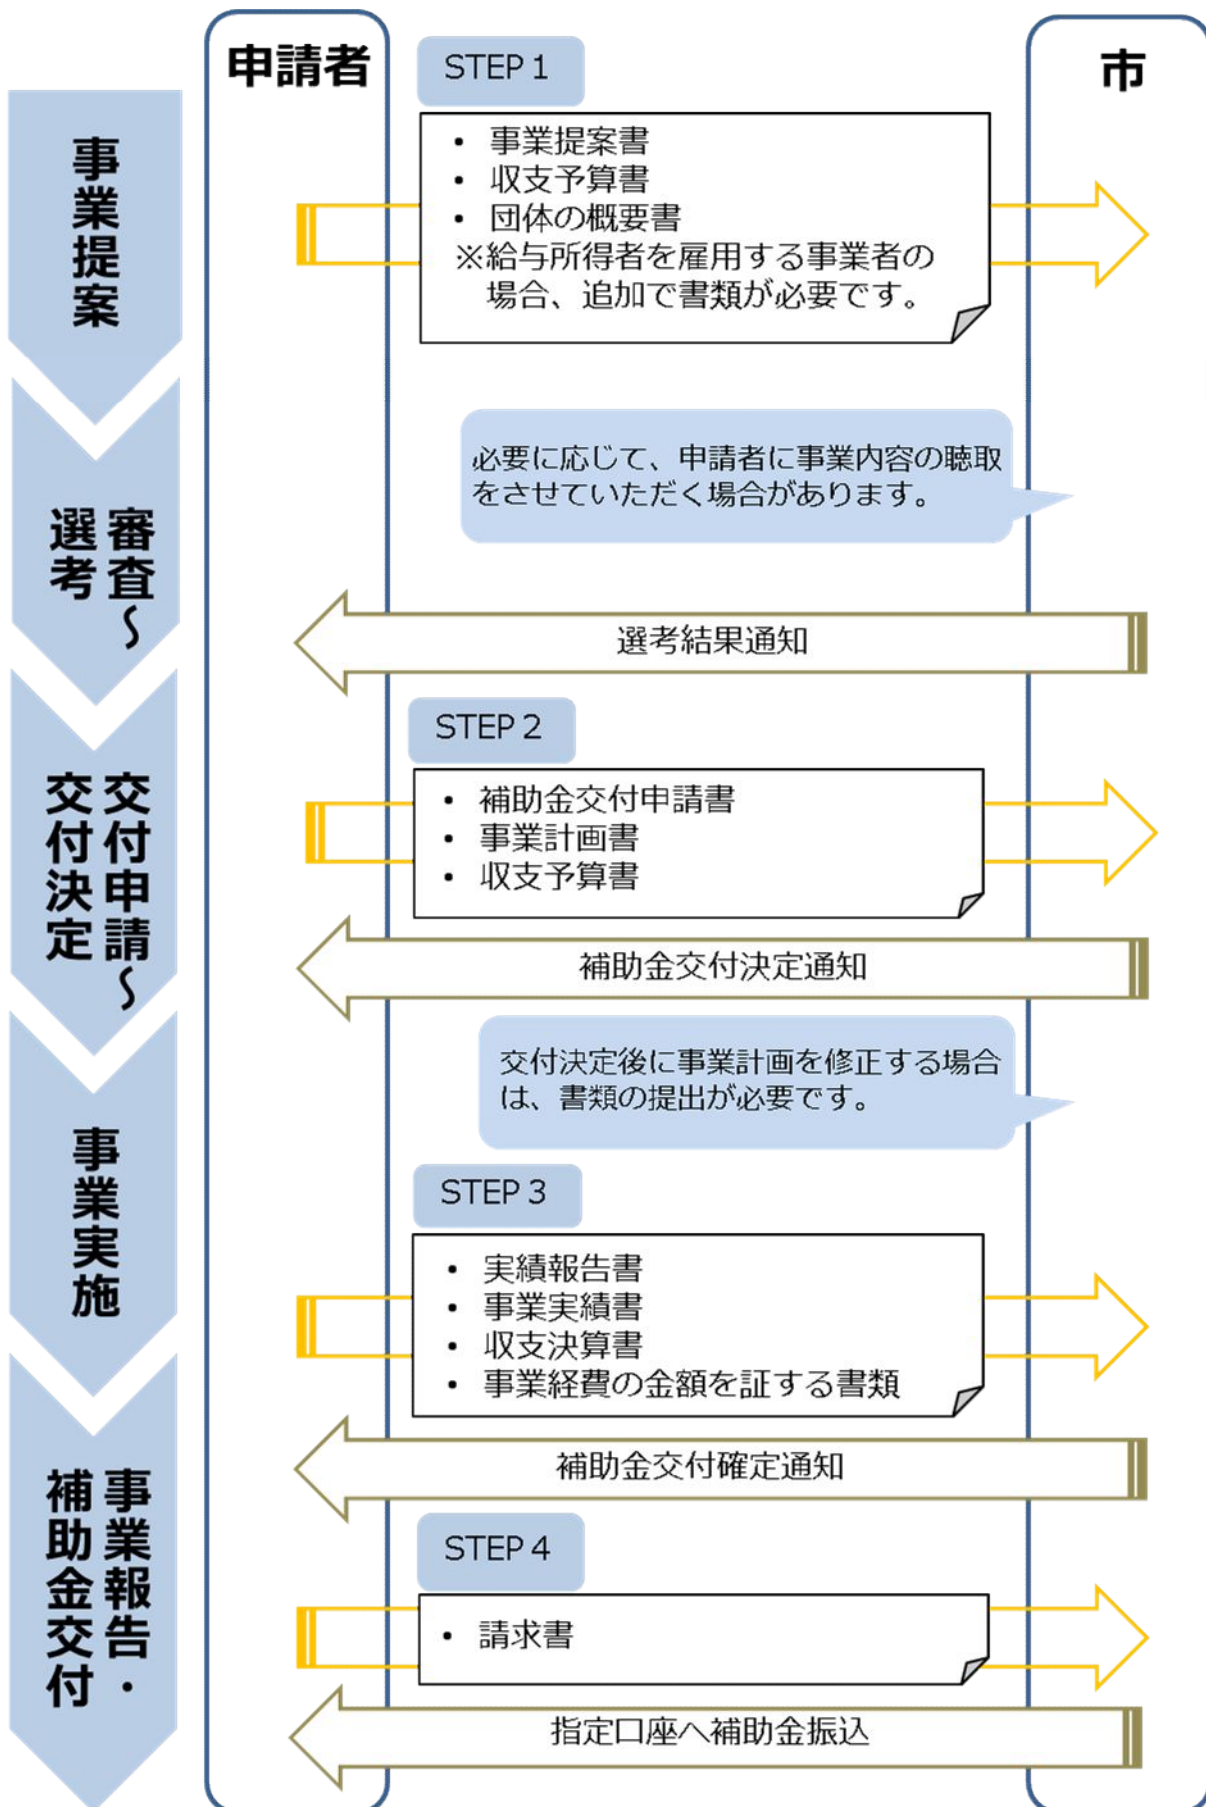 申請者
市
事業提案
STEP 1
・ 事業提案書
・ 収支予算書
・ 団体の概要書
※給与所得者を雇用する事業者の
場合、追加で書類が必要です。
審査～
選考
必要に応じて、申請者に事業内容の聴取
をさせていただく場合があります。
選考結果通知
交付申請～
交付決定
STEP 2
・ 補助金交付申請書
・ 事業計画書
・ 収支予算書
補助金交付決定通知
事業実施
交付決定後に事業計画を修正する場合
は、書類の提出が必要です。
STEP 3
・ 実績報告書
・ 事業実績書
・ 収支決算書
・ 事業経費の金額を証する書類
補助金交付確定通知
事業報告・
補助金交付
STEP 4
・ 請求書
指定口座へ補助金振込